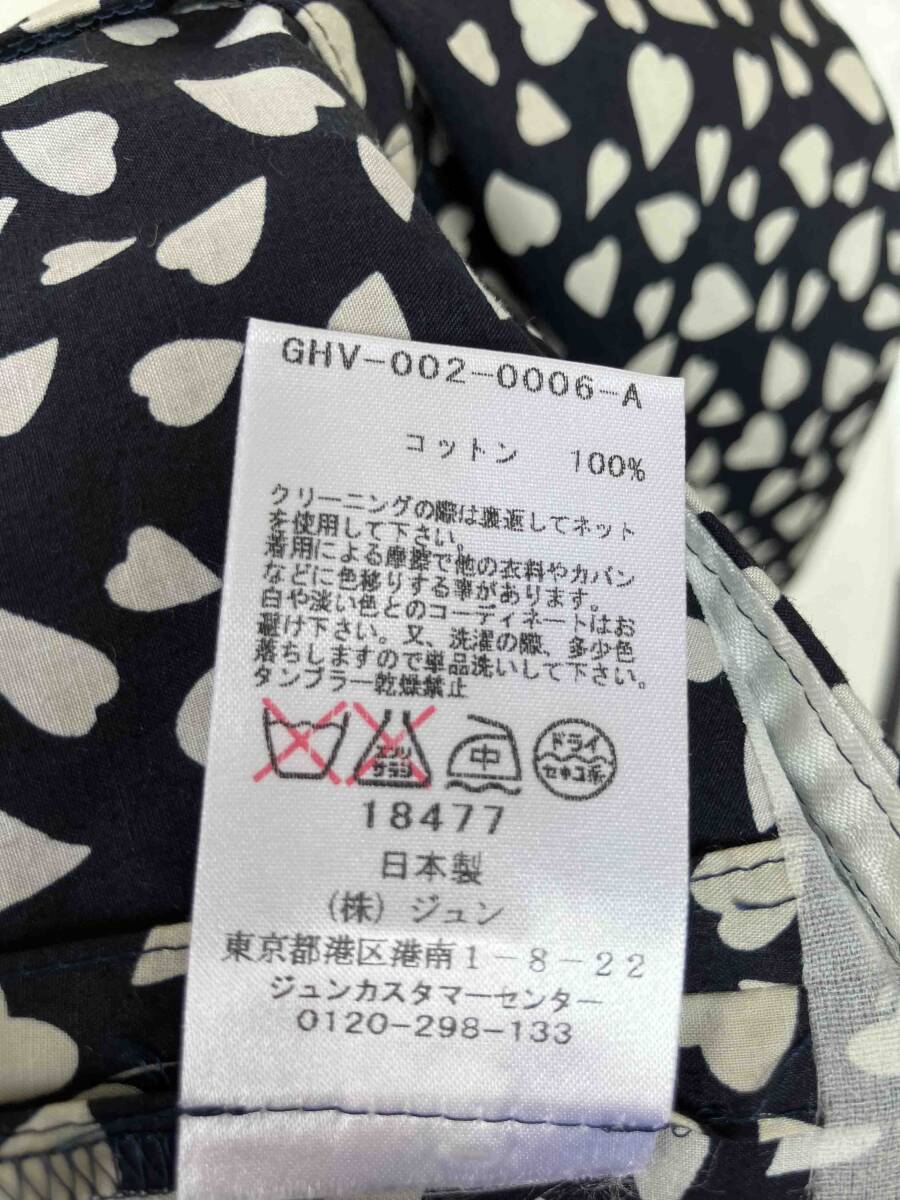 GHV-002-0006-A
コットン 100%
クリーニングの際は裏返してネット
を使用して下さい。
着用による摩擦で他の衣料やカバン
などに色移りする事があります。
白や淡い色とのコーディネートはお
避け下さい。又、洗濯の際、多少色
落ちしますので単品洗いして下さい。
タンブラー乾燥禁止
エンソ
サラシ
中
ドライ
セキユ系
18477
日本製
(株) ジュン
東京都港区港南1-8-22
ジュンカスタマーセンター
0120-298-133